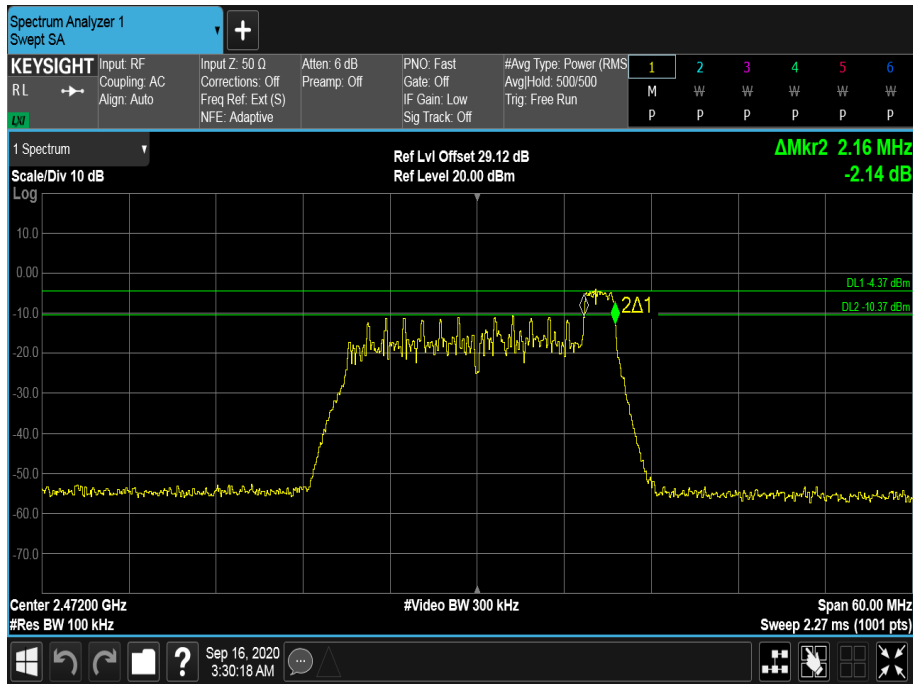 Spectrum Analyzer 1
Swept SA
KEYSIGHT
RL
LXI
Input: RF
Coupling: AC
Align: Auto
Input Z: 50 Ω
Corrections: Off
Freq Ref: Ext (S)
NFE: Adaptive
Atten: 6 dB
Preamp: Off
PNO: Fast
Gate: Off
IF Gain: Low
Sig Track: Off
#Avg Type: Power (RMS
Avg|Hold: 500/500
Trig: Free Run
1 2 3 4 5 6
M W W W W W
P P P P P P
1 Spectrum
Scale/Div 10 dB
Log
Ref Lvl Offset 29.12 dB
Ref Level 20.00 dBm
ΔMkr2 2.16 MHz
-2.14 dB
10.0
0.00
DL1 -4.37 dBm
2Δ1
DL2 -10.37 dBm
-10.0
-20.0
-30.0
-40.0
-50.0
-60.0
-70.0
Center 2.47200 GHz
#Video BW 300 kHz
Span 60.00 MHz
#Res BW 100 kHz
Sweep 2.27 ms (1001 pts)
?
Sep 16, 2020
3:30:18 AM